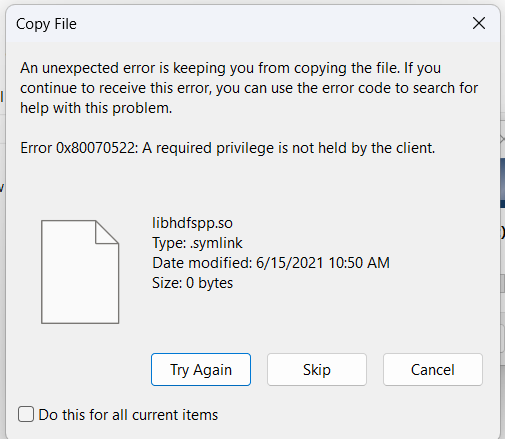 Copy File
An unexpected error is keeping you from copying the file. If you
continue to receive this error, you can use the error code to search for
help with this problem.
Error 0x80070522: A required privilege is not held by the client.
libhdfspp.so
Type: .symlink
Date modified: 6/15/2021 10:50 AM
Size: 0 bytes
Try Again
Skip
Cancel
Do this for all current items